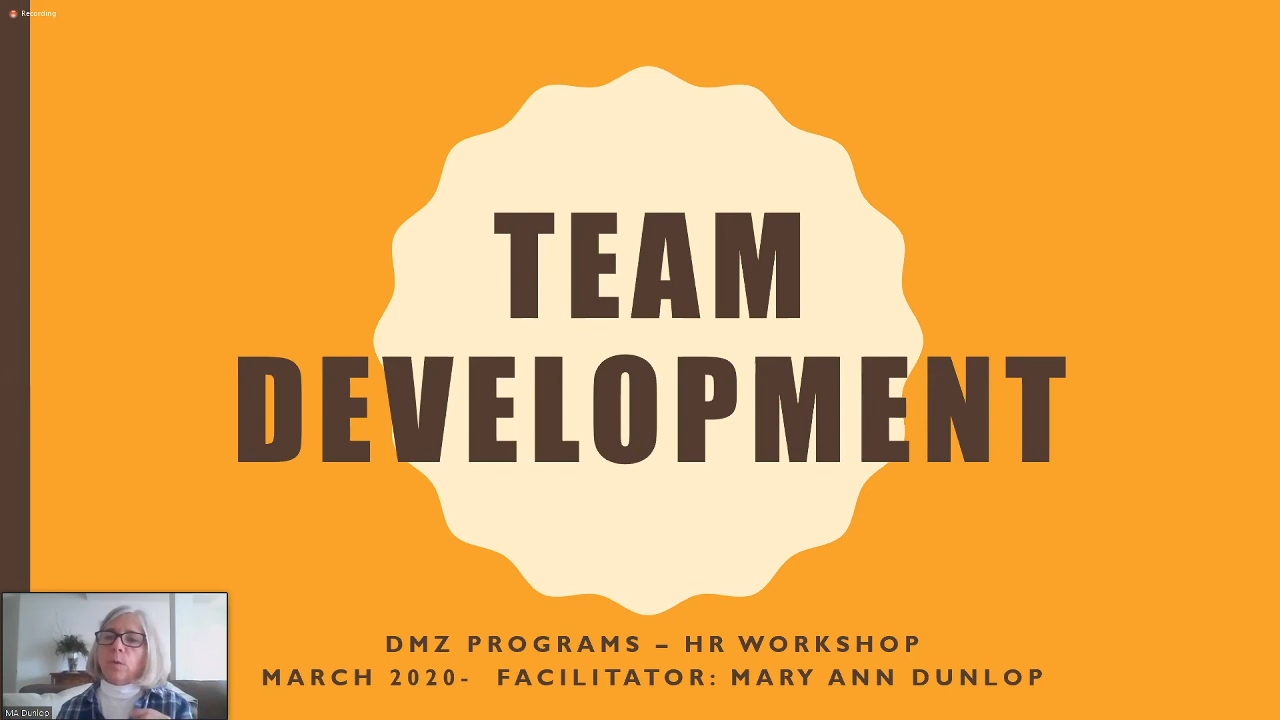 Recording
TEAM
DEVELOPMENT
DMZ PROGRAMS – HR WORKSHOP
MARCH 2020- FACILITATOR: MARY ANN DUNLOP
MA Dunlop